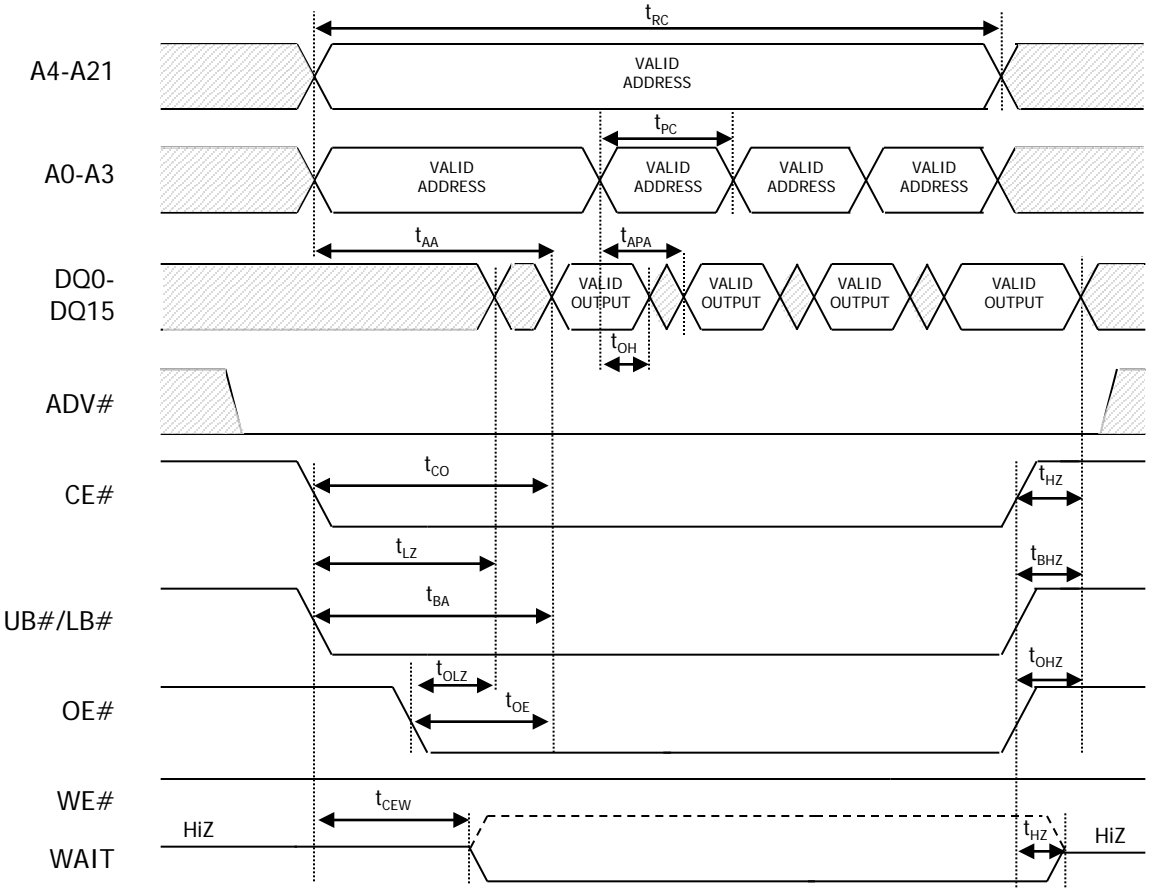 tRC
A4-A21
VALID
ADDRESS
tPC
A0-A3
VALID
ADDRESS
VALID
ADDRESS
VALID
ADDRESS
VALID
ADDRESS
tAA
tAPA
DQ0-
DQ15
VALID
OUTPUT
VALID
OUTPUT
VALID
OUTPUT
VALID
OUTPUT
tOH
ADV#
tCO
CE#
tHZ
tLZ
tBHZ
tBA
UB#/LB#
tOLZ
tOHZ
tOE
OE#
WE#
tCEW
HiZ
tHZ
HiZ
WAIT